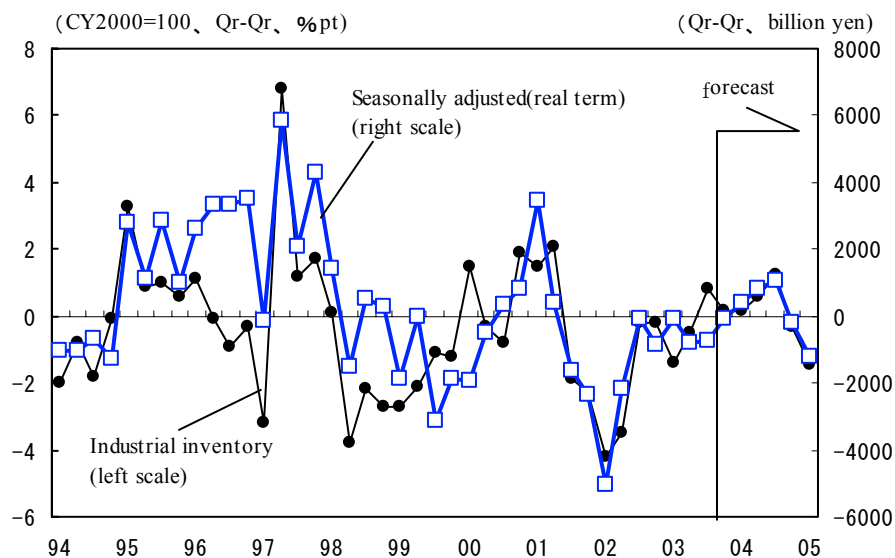 (CY2000=100、Qr-Qr、%pt)
(Qr-Qr、billion yen)
8
6
4
2
0
-2
-4
-6
8000
6000
4000
2000
0
-2000
-4000
-6000
Seasonally adjusted(real term)
(right scale)
forecast
Industrial inventory
(left scale)
94 95 96 97 98 99 00 01 02 03 04 05